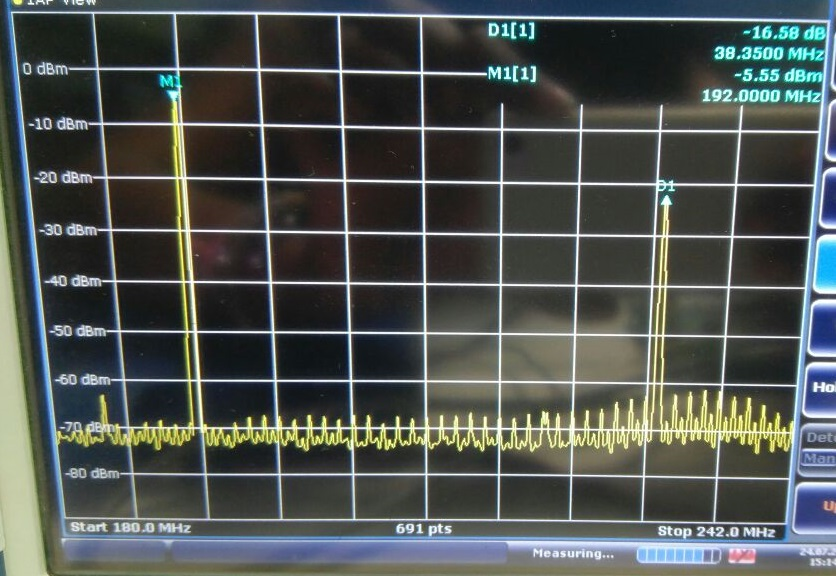 1AP View
D1[1] -16.58 dB
38.3500 MHz
0 dBm
M1[1] -5.55 dBm
192.0000 MHz
M1
-10 dBm
-20 dBm
D1
-30 dBm
-40 dBm
-50 dBm
-60 dBm
-70 dBm
-80 dBm
Start 180.0 MHz 691 pts Stop 242.0 MHz
Measuring...